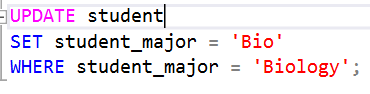 UPDATE student
SET student_major = 'Bio'
WHERE student_major = 'Biology';